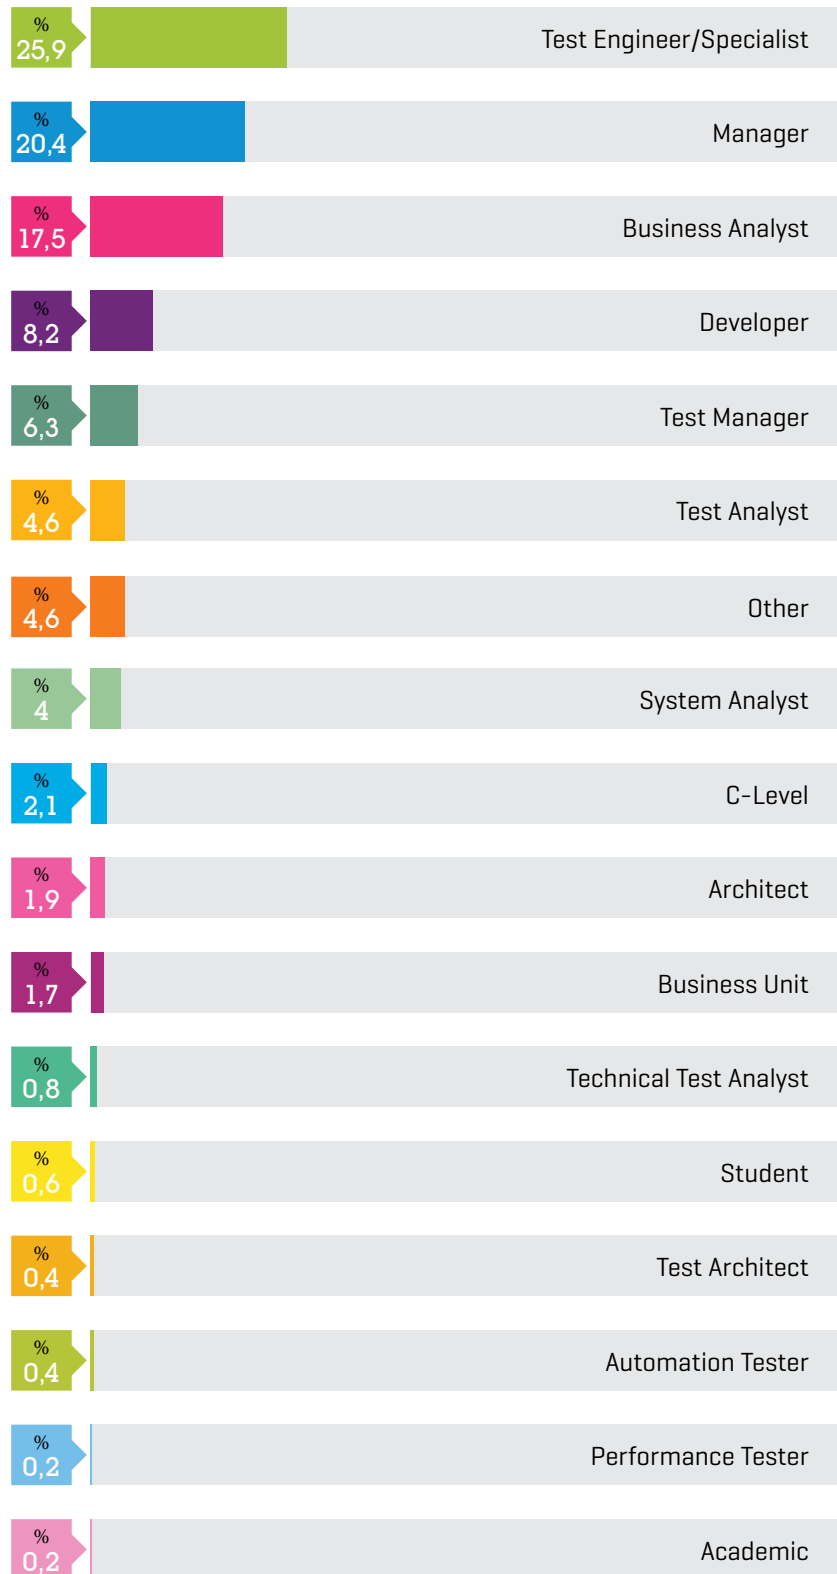 %
25,9
Test Engineer/Specialist
%
20,4
Manager
%
17,5
Business Analyst
%
8,2
Developer
%
6,3
Test Manager
%
4,6
Test Analyst
%
4,6
Other
%
4
System Analyst
%
2,1
C-Level
%
1,9
Architect
%
1,7
Business Unit
%
0,8
Technical Test Analyst
%
0,6
Student
%
0,4
Test Architect
%
0,4
Automation Tester
%
0,2
Performance Tester
%
0,2
Academic